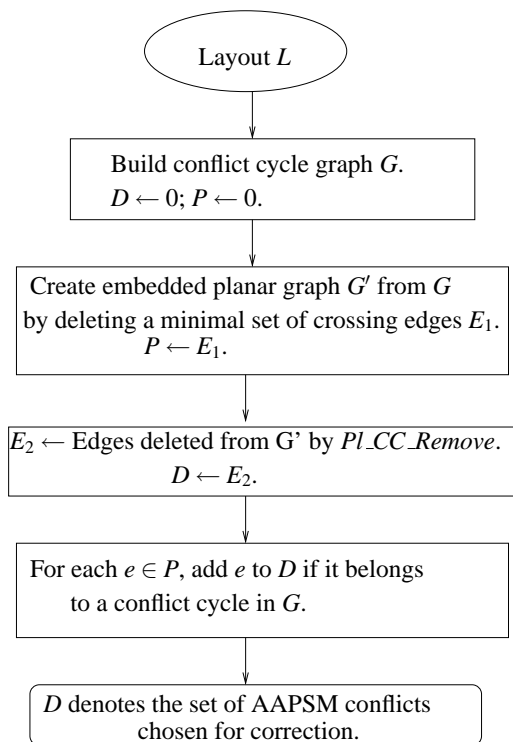 Layout L
Build conflict cycle graph G.
D ← 0; P ← 0.
Create embedded planar graph G′ from G
by deleting a minimal set of crossing edges E₁.
P ← E₁.
E₂ ← Edges deleted from G’ by Pl_CC_Remove.
D ← E₂.
For each e ∈ P, add e to D if it belongs
to a conflict cycle in G.
D denotes the set of AAPSM conflicts
chosen for correction.